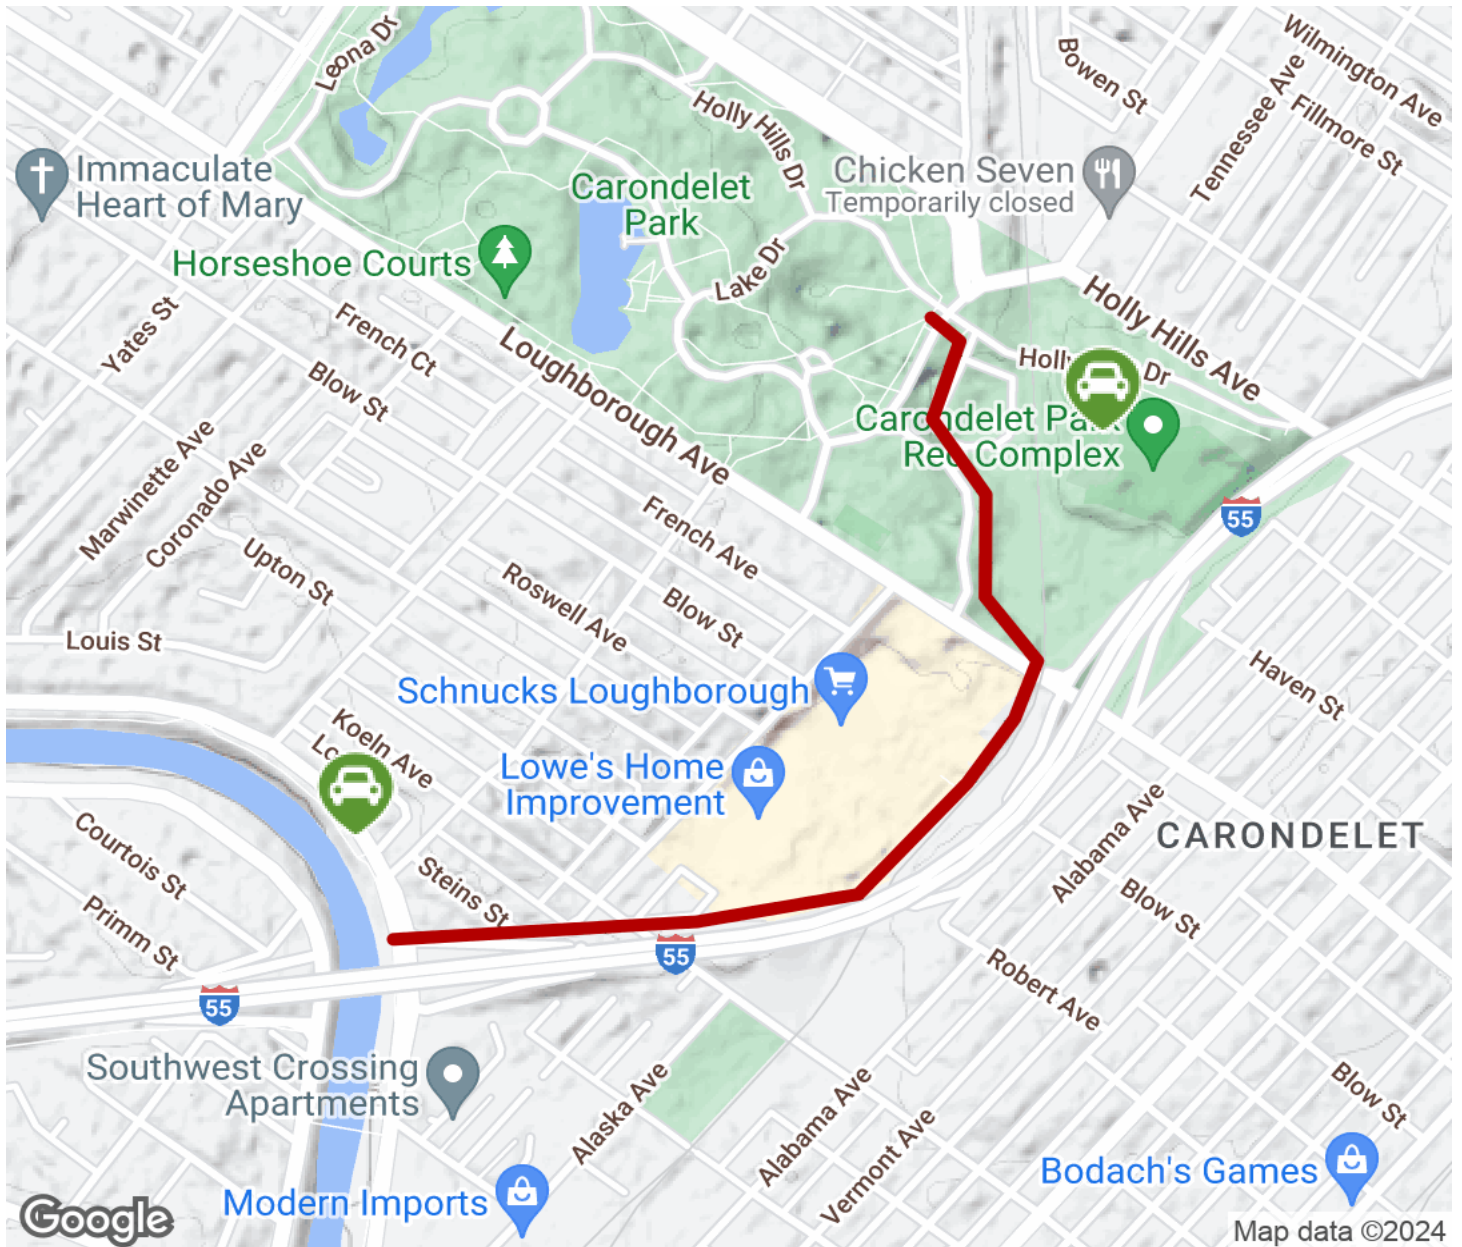 Leona Dr
Wilmington Ave
Bowen St
Tennessee Ave
Fillmore St
Holly Hills Dr
Immaculate
Heart of Mary
Chicken Seven
Temporarily closed
Carondelet
Park
Horseshoe Courts
Lake Dr
Holly Hills Ave
Yates St
French Ct
Loughborough Ave
Blow St
Holly
Dr
Carondelet Park
Rec Complex
Marwinette Ave
Coronado Ave
55
French Ave
Upton St
Roswell Ave
Blow St
Louis St
Haven St
Schnucks Loughborough
Koeln Ave
Lowe's Home
Improvement
Courtois St
Alabama Ave
CARONDELET
Steins St
Blow St
Primm St
55
Robert Ave
55
Southwest Crossing
Apartments
Alaska Ave
Blow St
Alabama Ave
Vermont Ave
Bodach's Games
Modern Imports
Google
Map data ©2024